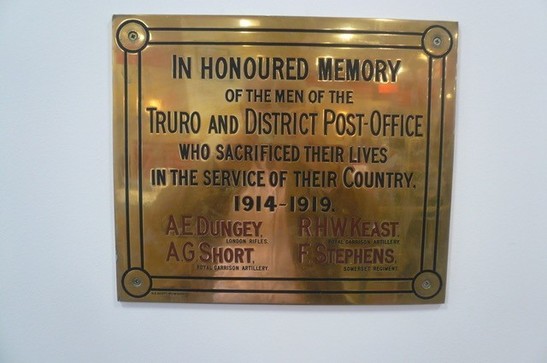 IN HONOURED MEMORY
OF THE MEN OF THE
TRURO AND DISTRICT POST-OFFICE
WHO SACRIFICED THEIR LIVES
IN THE SERVICE OF THEIR COUNTRY.
1914-1919.
A.E DUNGEY. R.H.W KEAST.
LONDON RIFLES. ROYAL GARRISON ARTILLERY
A.G SHORT. F. STEPHENS.
ROYAL GARRISON ARTILLERY SOMERSET REGIMENT.